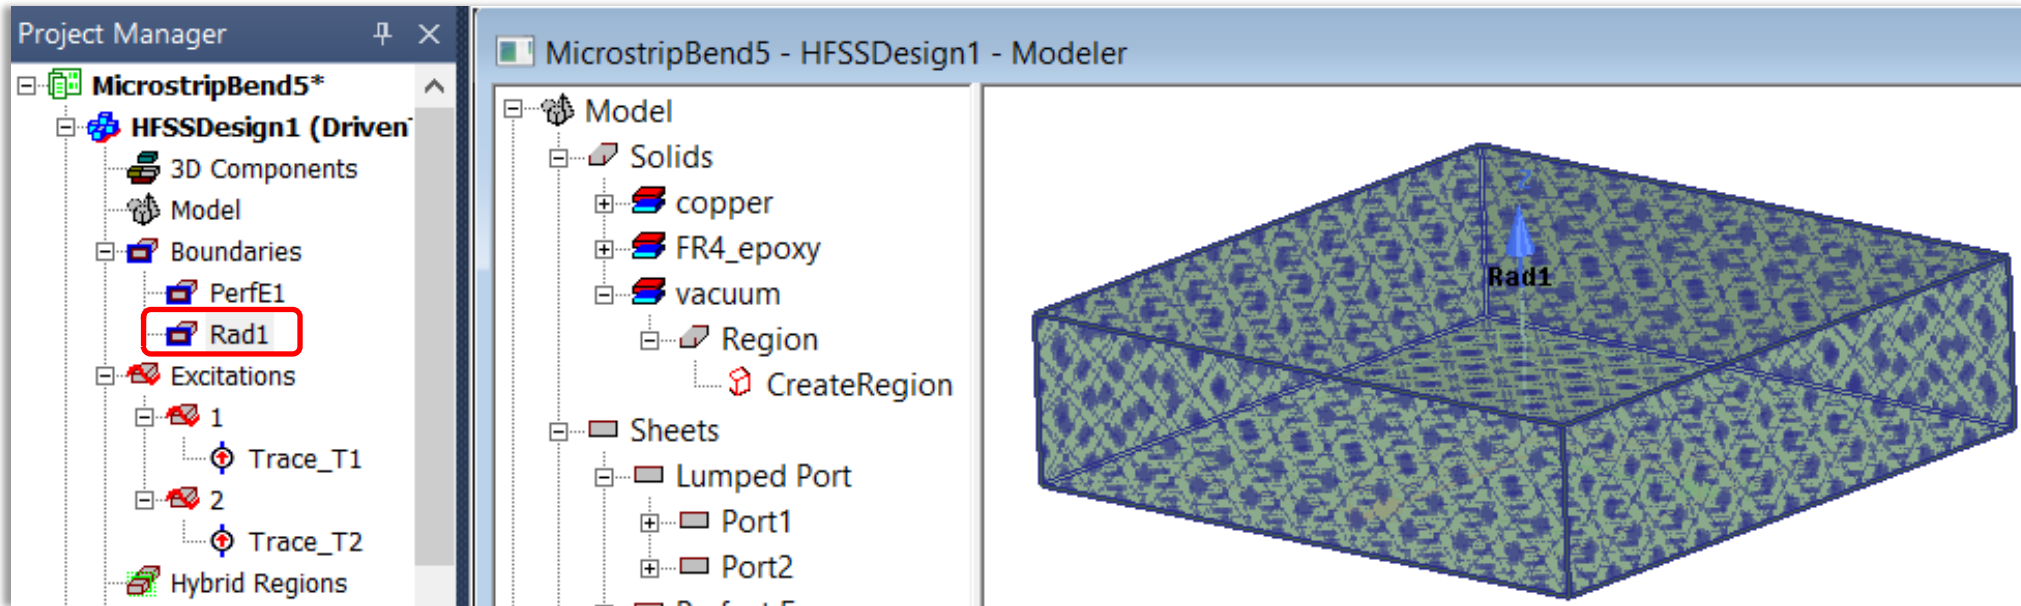 Project Manager
MicrostripBend5*
HFSSDesign1 (Driven
3D Components
Model
Boundaries
PerfE1
Rad1
Excitations
1
Trace_T1
2
Trace_T2
Hybrid Regions
MicrostripBend5 - HFSSDesign1 - Modeler
Model
Solids
copper
FR4_epoxy
vacuum
Region
CreateRegion
Sheets
Lumped Port
Port1
Port2
Z
Rad1